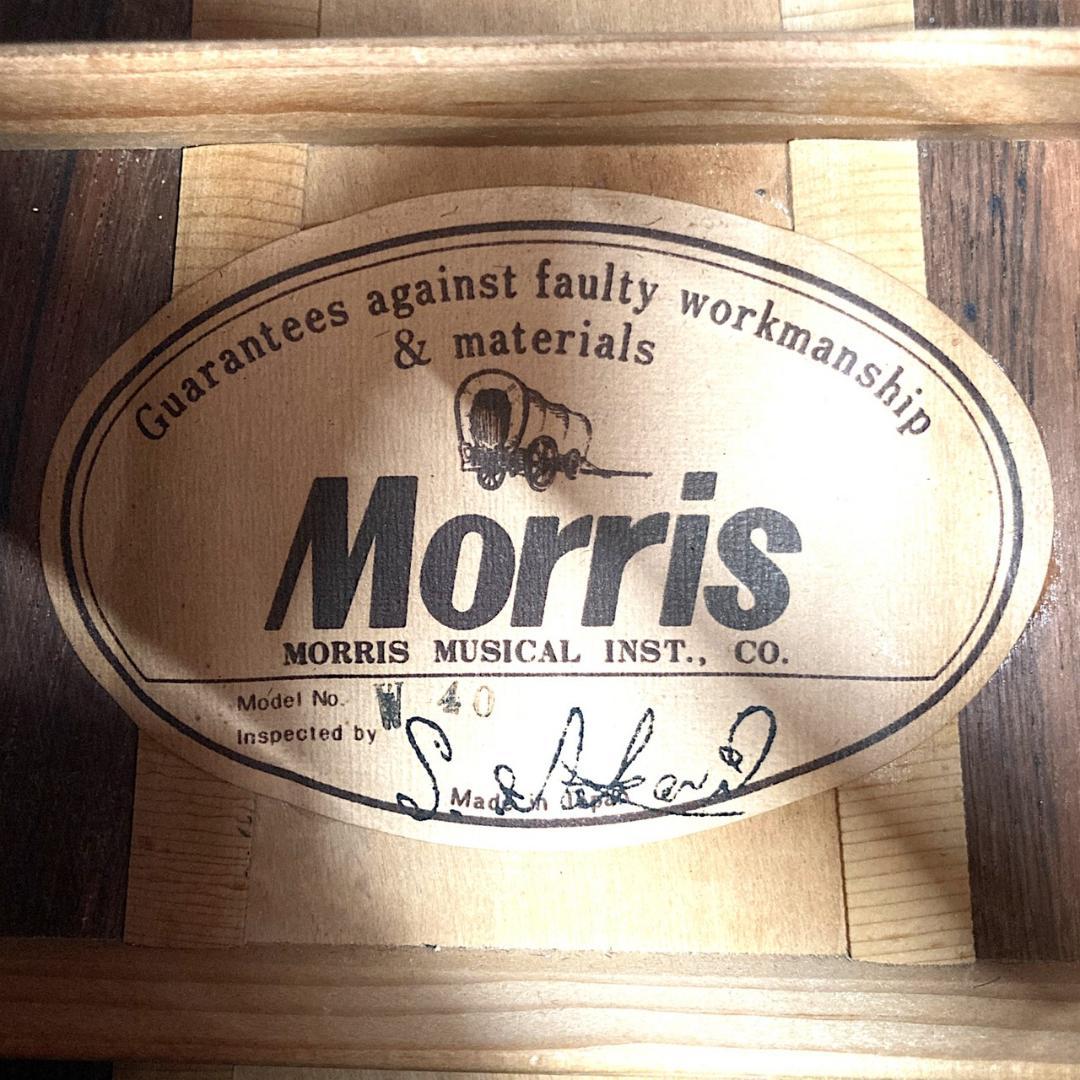 Guarantees against faulty workmanship
& materials
Morris
MORRIS MUSICAL INST., CO.
Model No. W 40
Inspected by
Made in Japan